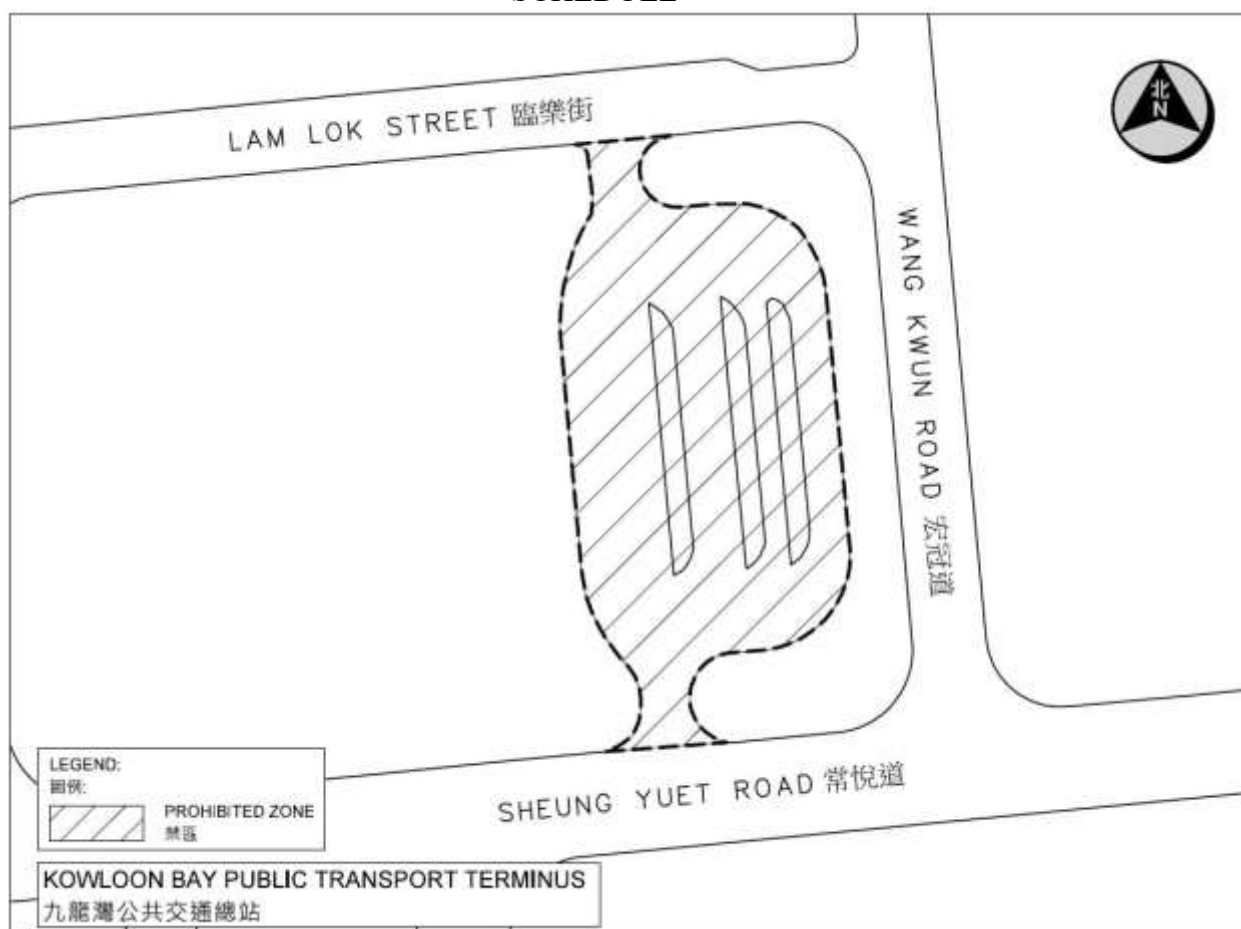 LAM LOK STREET 臨樂街
北
N
WANG KWUN ROAD 宏冠道
SHEUNG YUET ROAD 常悅道
LEGEND:
圖例:
PROHIBITED ZONE
禁區
KOWLOON BAY PUBLIC TRANSPORT TERMINUS
九龍灣公共交通總站